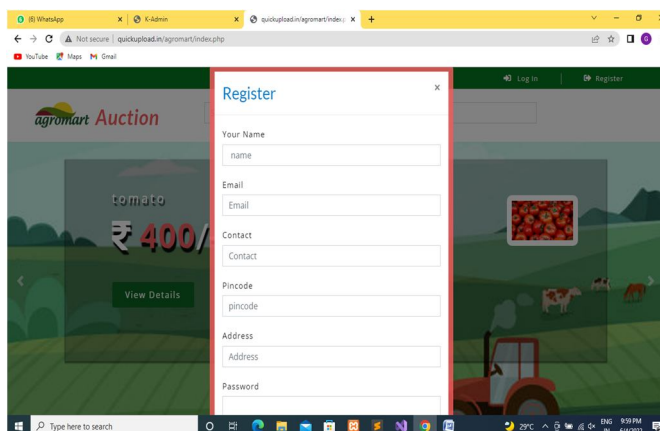 (6) WhatsApp
K-Admin
quickupload.in/agromart/index.p
Not secure
quickupload.in/agromart/index.php
YouTube
Maps
Gmail
Log In
Register
agromart Auction
Register
x
Your Name
name
Email
Email
Contact
Contact
Pincode
pincode
Address
Address
Password
tomato
₹ 400/
View Details
Type here to search
29°C
ENG
9:59 PM
IN